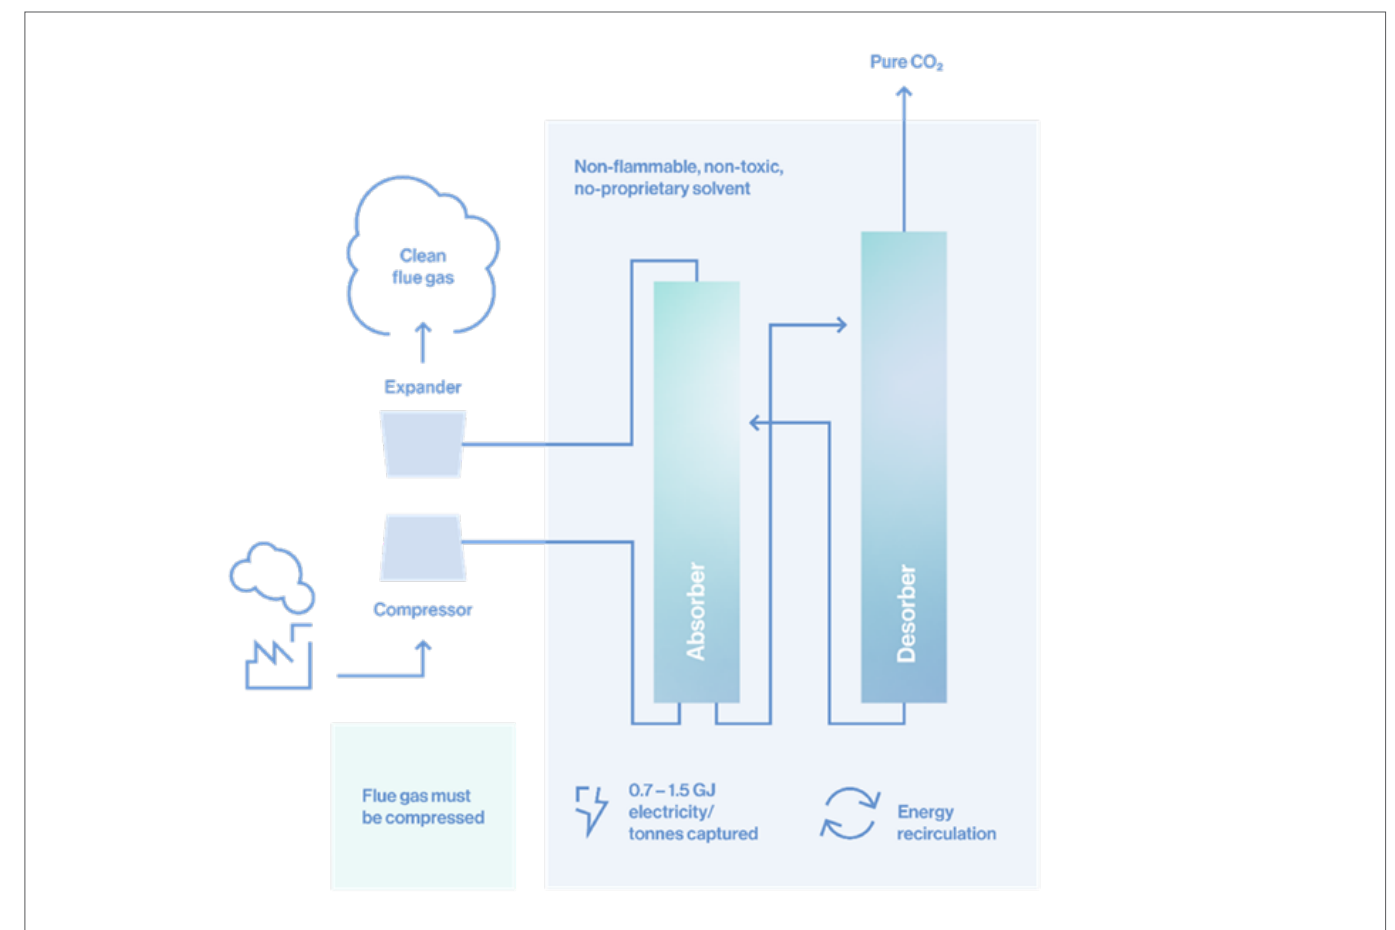 Pure CO₂
Non-flammable, non-toxic,
no-proprietary solvent
Clean
flue gas
Expander
Compressor
Absorber
Desorber
Flue gas must
be compressed
0.7 – 1.5 GJ
electricity/
tonnes captured
Energy
recirculation